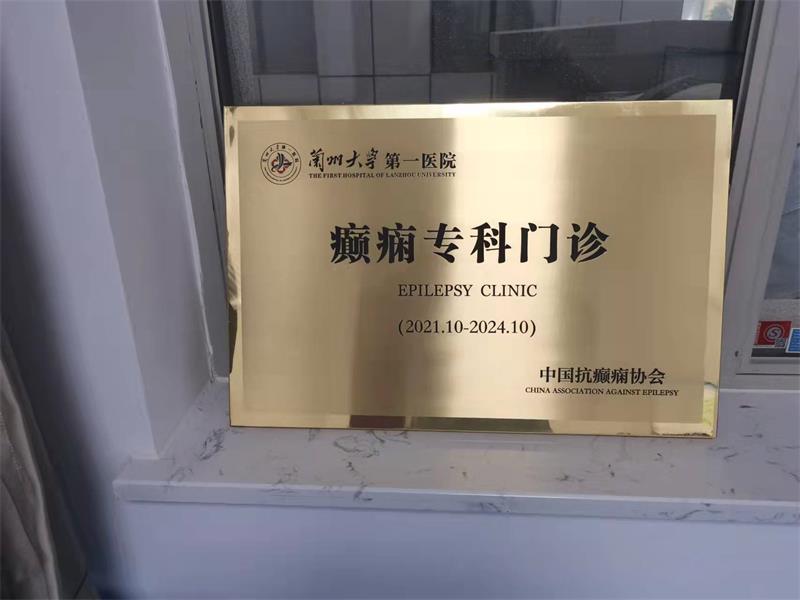 兰州大学第一医院
THE FIRST HOSPITAL OF LANZHOU UNIVERSITY
癫痫专科门诊
EPILEPSY CLINIC
(2021.10-2024.10)
中国抗癫痫协会
CHINA ASSOCIATION AGAINST EPILEPSY